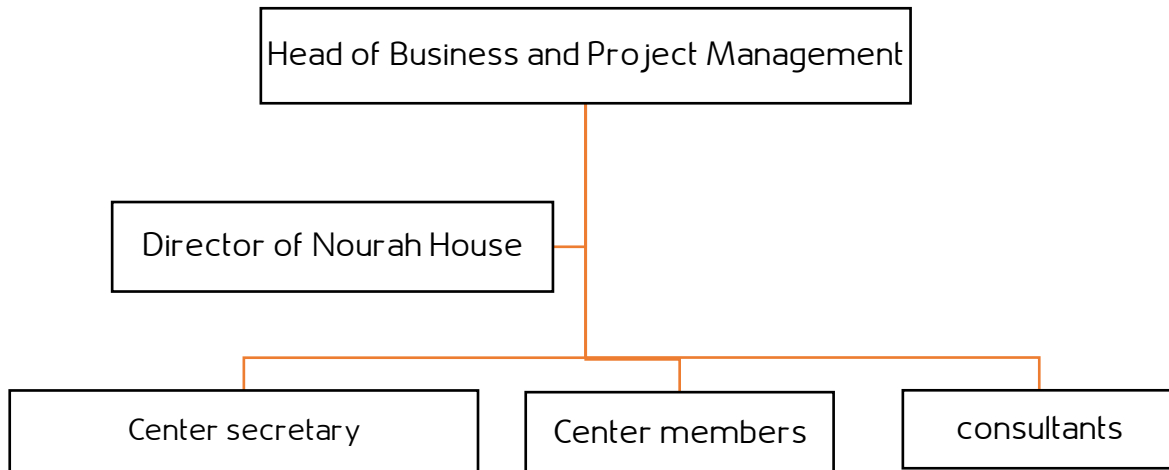 Head of Business and Project Management
Director of Nourah House
Center secretary
Center members
consultants